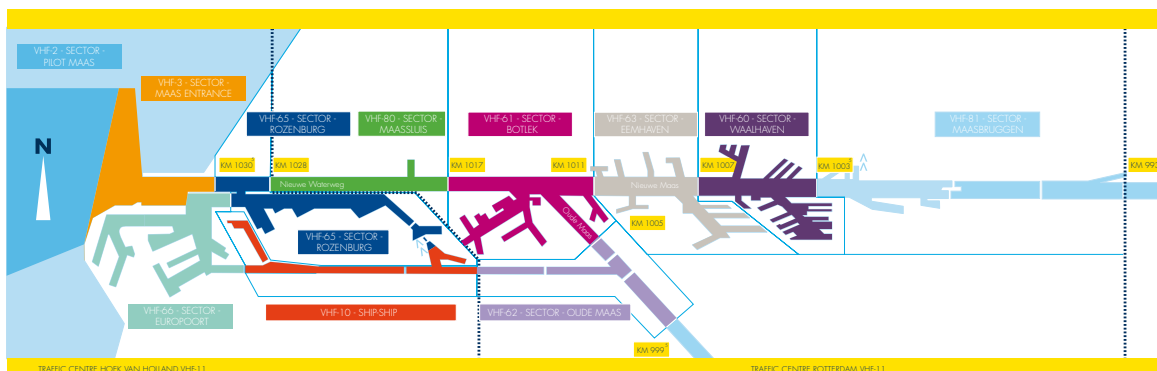 VHF-2 - SECTOR -
PILOT MAAS
VHF-3 - SECTOR -
MAAS ENTRANCE
VHF-65 - SECTOR -
ROZENBURG
VHF-80 - SECTOR -
MAASSLUIS
VHF-61 - SECTOR -
BOTLEK
VHF-63 - SECTOR -
EEMHAVEN
VHF-60 - SECTOR -
WAALHAVEN
VHF-81 - SECTOR -
MAASBRUGGEN
N
KM 1030
KM 1028
KM 1017
KM 1011
KM 1007
KM 1003
KM 993
Nieuwe Waterweg
Nieuwe Maas
Oude Maas
KM 1005
VHF-65 - SECTOR -
ROZENBURG
VHF-66 - SECTOR -
EUROPOORT
VHF-10 - SHIP-SHIP
VHF-62 - SECTOR - OUDE MAAS
KM 999
TRAFFIC CENTRE HOEK VAN HOLLAND VHF-11
TRAFFIC CENTRE ROTTERDAM VHF-11